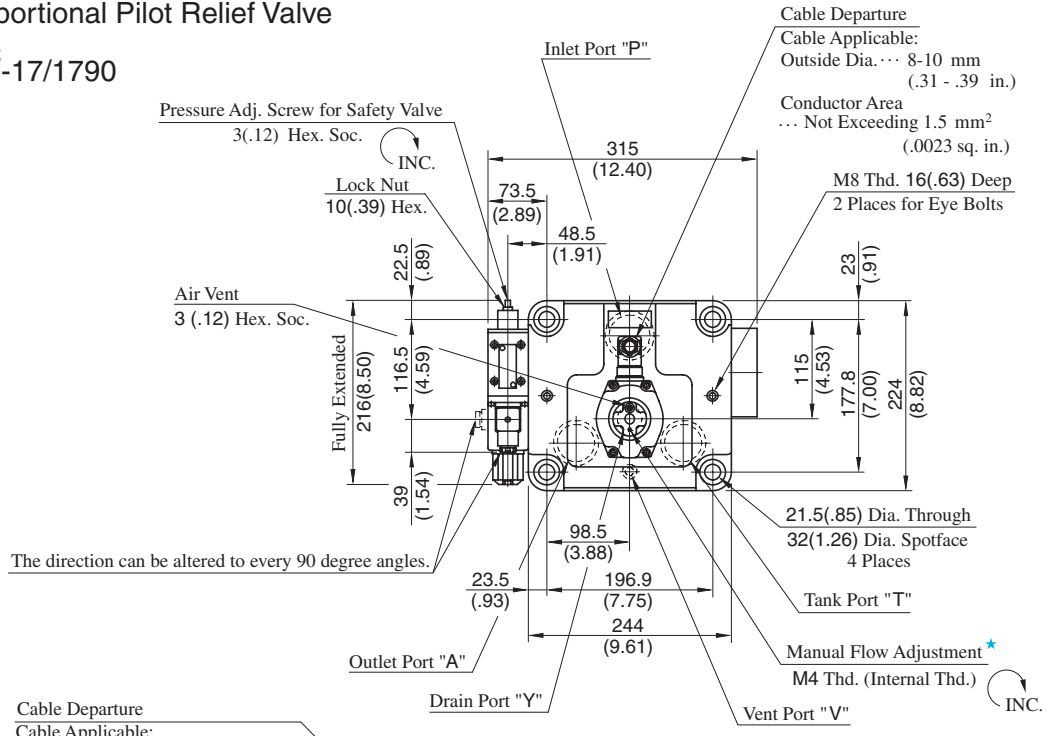 portional Pilot Relief Valve
-17/1790
Cable Departure
Cable Applicable:
Outside Dia.··· 8-10 mm
(.31 - .39 in.)
Conductor Area
··· Not Exceeding 1.5 mm²
(.0023 sq. in.)
Inlet Port "P"
Pressure Adj. Screw for Safety Valve
3(.12) Hex. Soc.
INC.
Lock Nut
10(.39) Hex.
315
(12.40)
73.5
(2.89)
48.5
(1.91)
M8 Thd. 16(.63) Deep
2 Places for Eye Bolts
22.5
(.89)
23
(.91)
Air Vent
3 (.12) Hex. Soc.
Fully Extended
216(8.50)
116.5
(4.59)
39
(1.54)
115
(4.53)
177.8
(7.00)
224
(8.82)
The direction can be altered to every 90 degree angles.
98.5
(3.88)
23.5
(.93)
196.9
(7.75)
244
(9.61)
21.5(.85) Dia. Through
32(1.26) Dia. Spotface
4 Places
Tank Port "T"
Manual Flow Adjustment ★
M4 Thd. (Internal Thd.)
INC.
Outlet Port "A"
Drain Port "Y"
Vent Port "V"
Cable Departure
Cable Applicable: